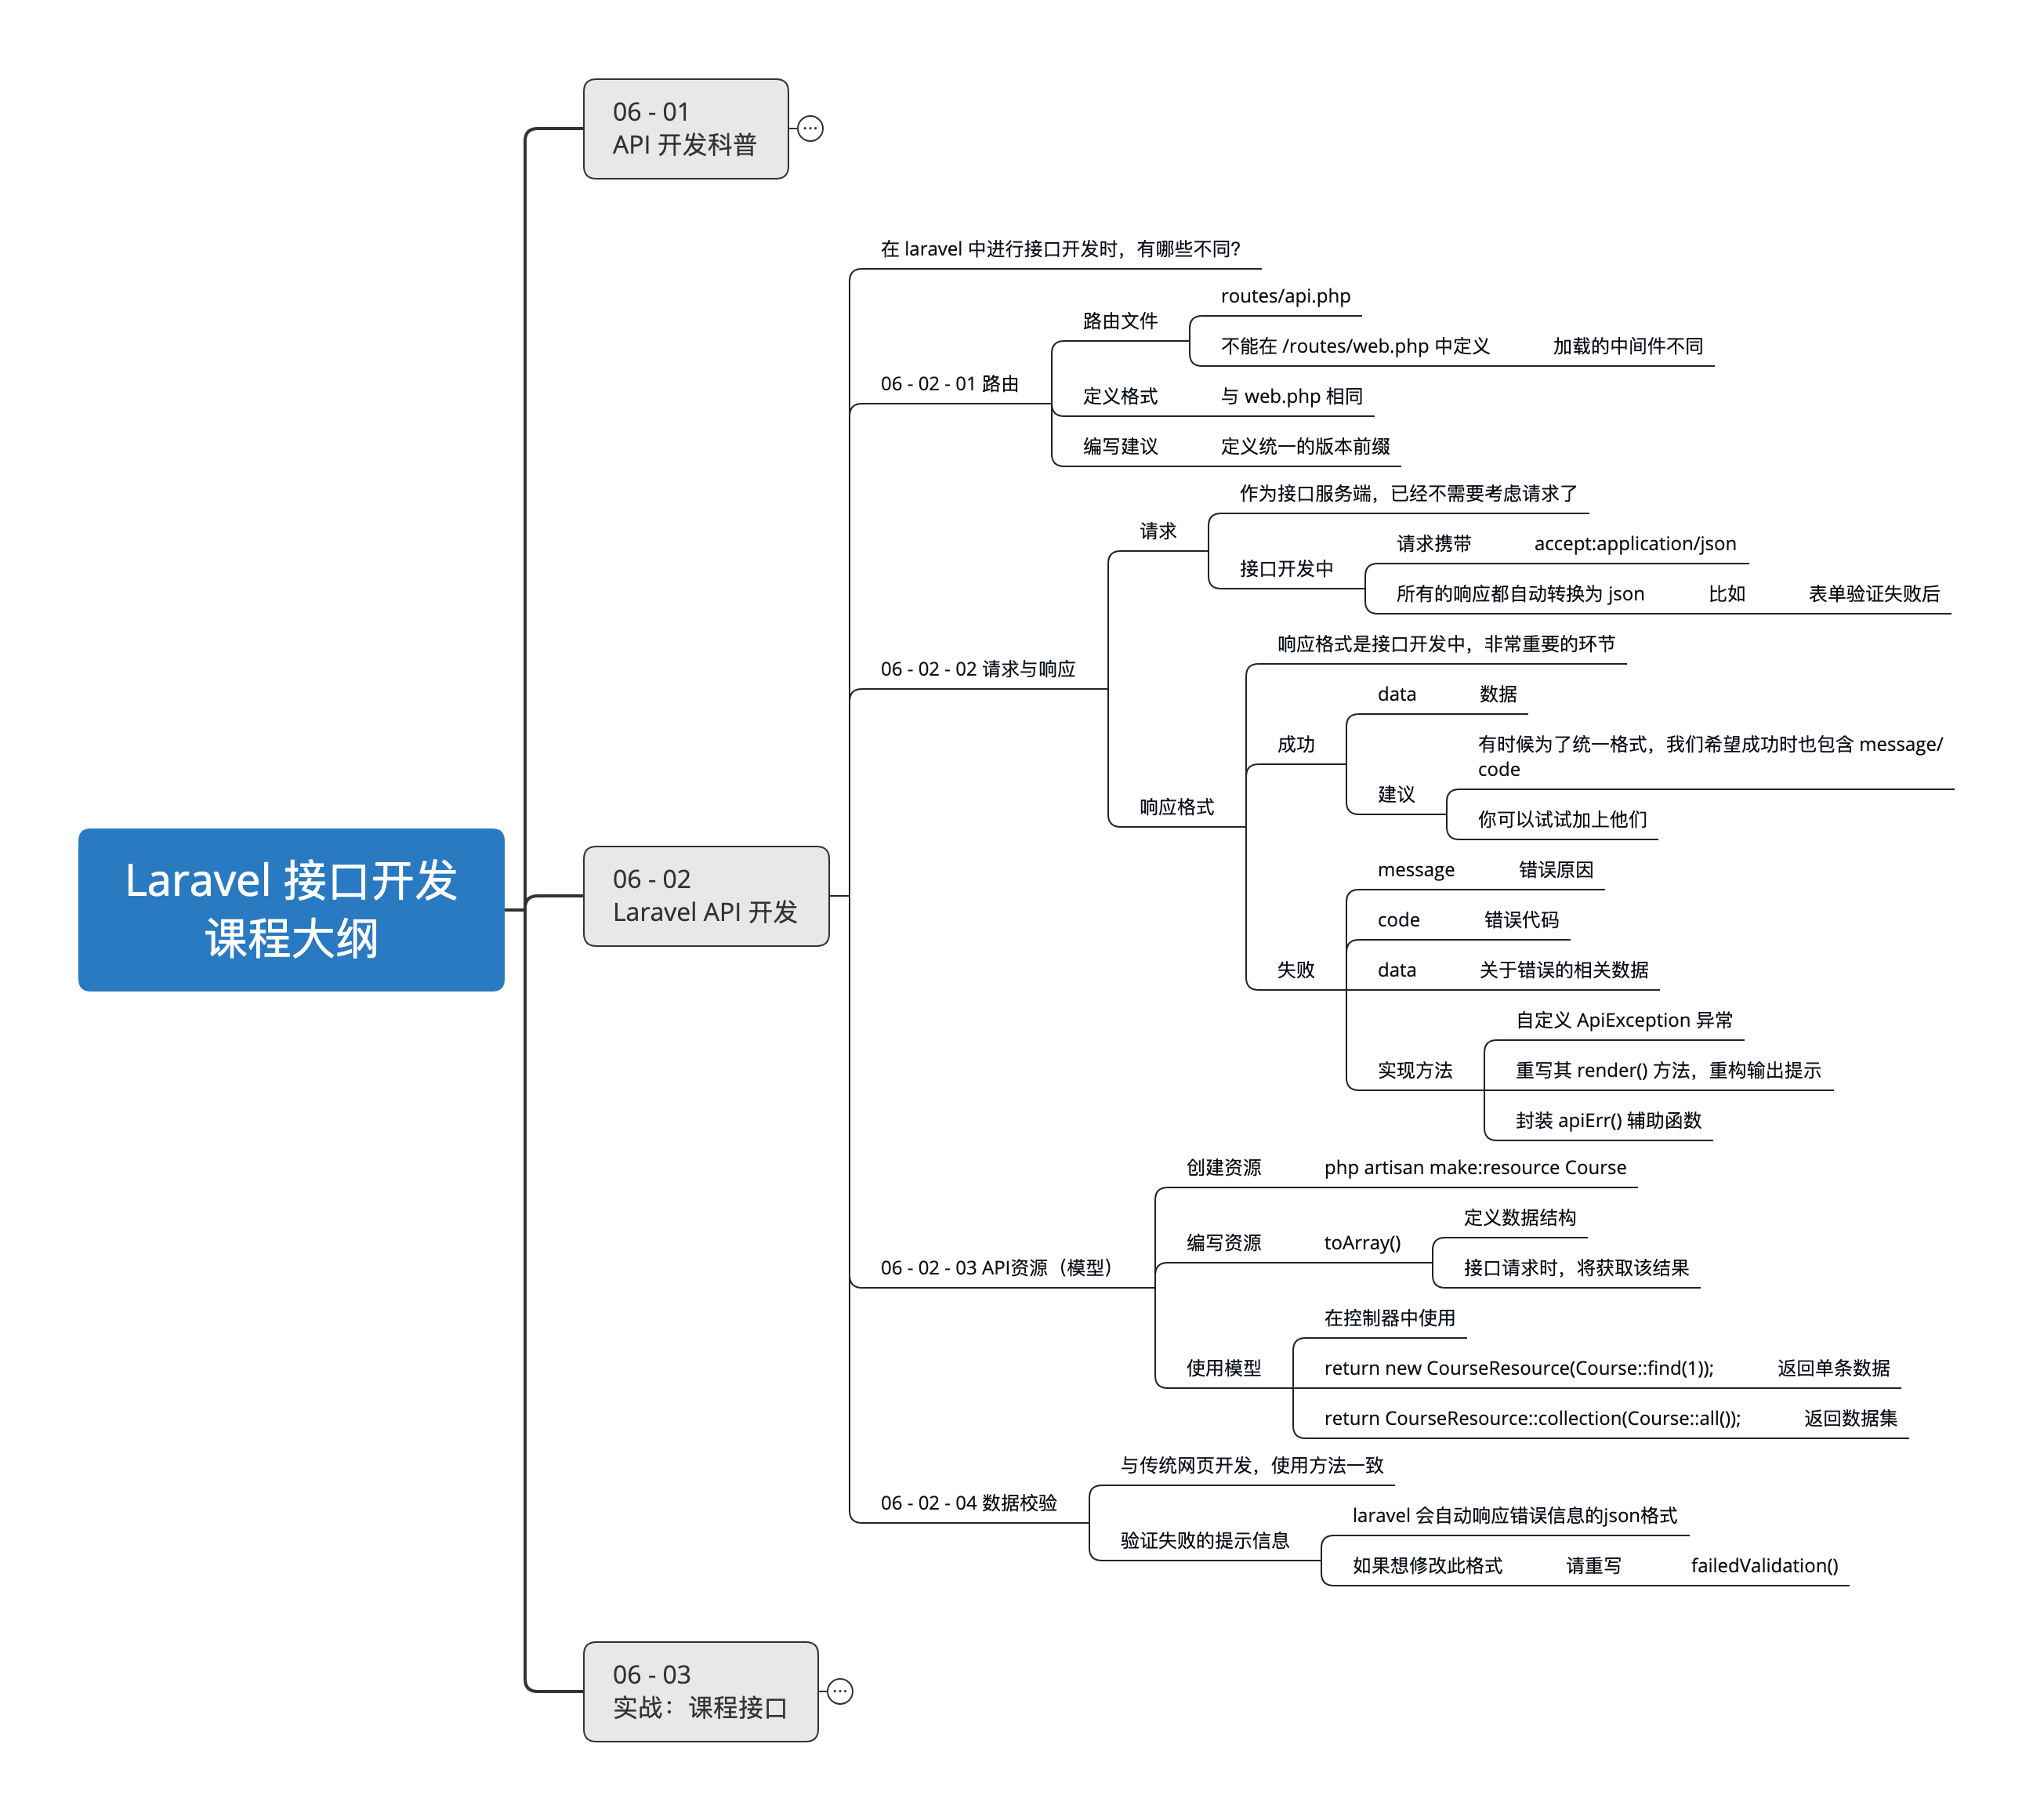 Laravel 接口开发
课程大纲
06 - 01
API 开发科普
06 - 02
Laravel API 开发
在 laravel 中进行接口开发时，有哪些不同？
06 - 02 - 01 路由
路由文件
routes/api.php
不能在 /routes/web.php 中定义
加载的中间件不同
定义格式
与 web.php 相同
编写建议
定义统一的版本前缀
06 - 02 - 02 请求与响应
请求
作为接口服务端，已经不需要考虑请求了
接口开发中
请求携带
accept:application/json
所有的响应都自动转换为 json
比如
表单验证失败后
响应格式
响应格式是接口开发中，非常重要的环节
成功
data
数据
建议
有时候为了统一格式，我们希望成功时也包含 message/
code
你可以试试加上他们
失败
message
错误原因
code
错误代码
data
关于错误的相关数据
实现方法
自定义 ApiException 异常
重写其 render() 方法，重构输出提示
封装 apiErr() 辅助函数
06 - 02 - 03 API资源（模型）
创建资源
php artisan make:resource Course
编写资源
toArray()
定义数据结构
接口请求时，将获取该结果
使用模型
在控制器中使用
return new CourseResource(Course::find(1));
返回单条数据
return CourseResource::collection(Course::all());
返回数据集
06 - 02 - 04 数据校验
与传统网页开发，使用方法一致
验证失败的提示信息
laravel 会自动响应错误信息的json格式
如果想修改此格式
请重写
failedValidation()
06 - 03
实战：课程接口